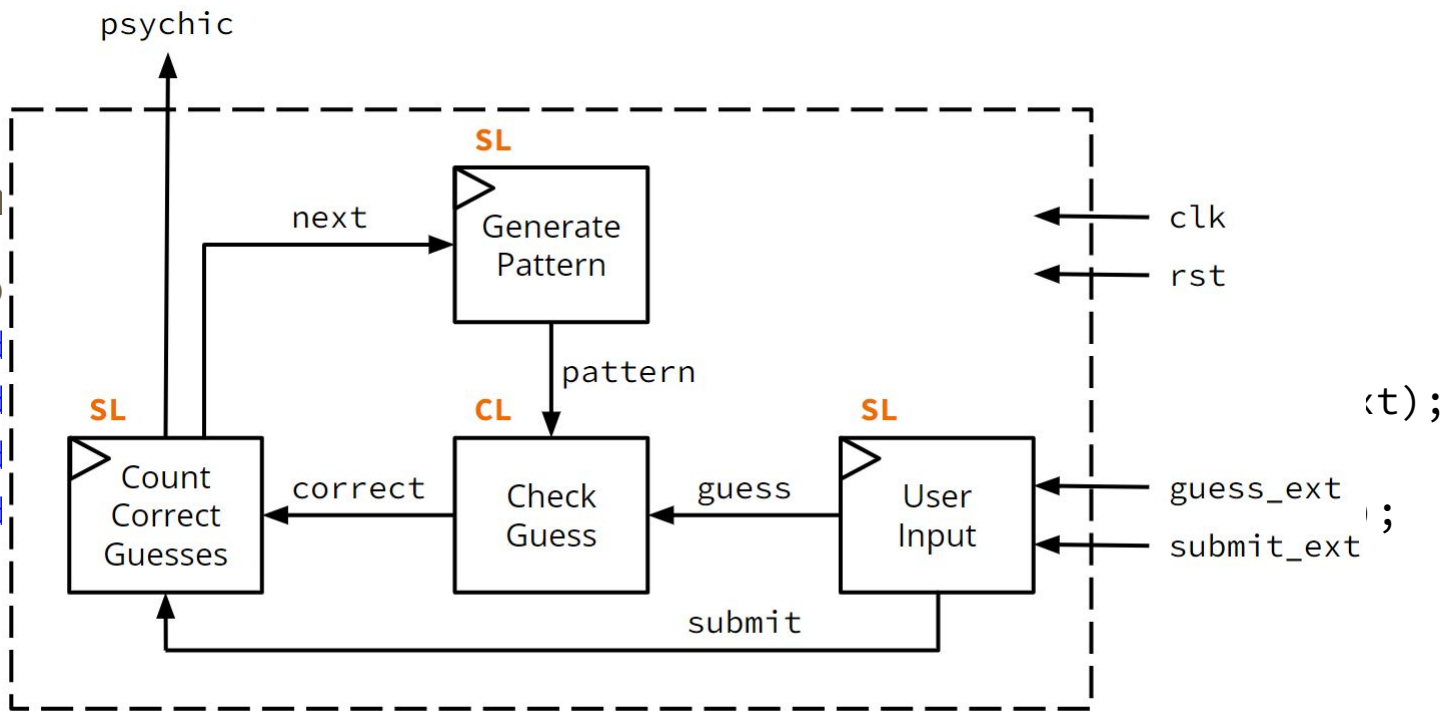 psychic
SL
next
Generate
Pattern
clk
rst
pattern
SL
CL
SL
t);
Count
Correct
Guesses
correct
Check
Guess
guess
User
Input
guess_ext
;
submit_ext
submit